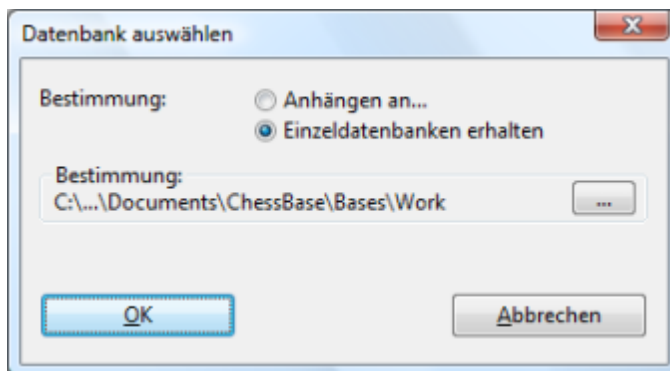 Datenbank auswählen
Bestimmung:
Anhängen an...
Einzeldatenbanken erhalten
Bestimmung:
C:\...\Documents\ChessBase\Bases\Work
...
OK
Abbrechen